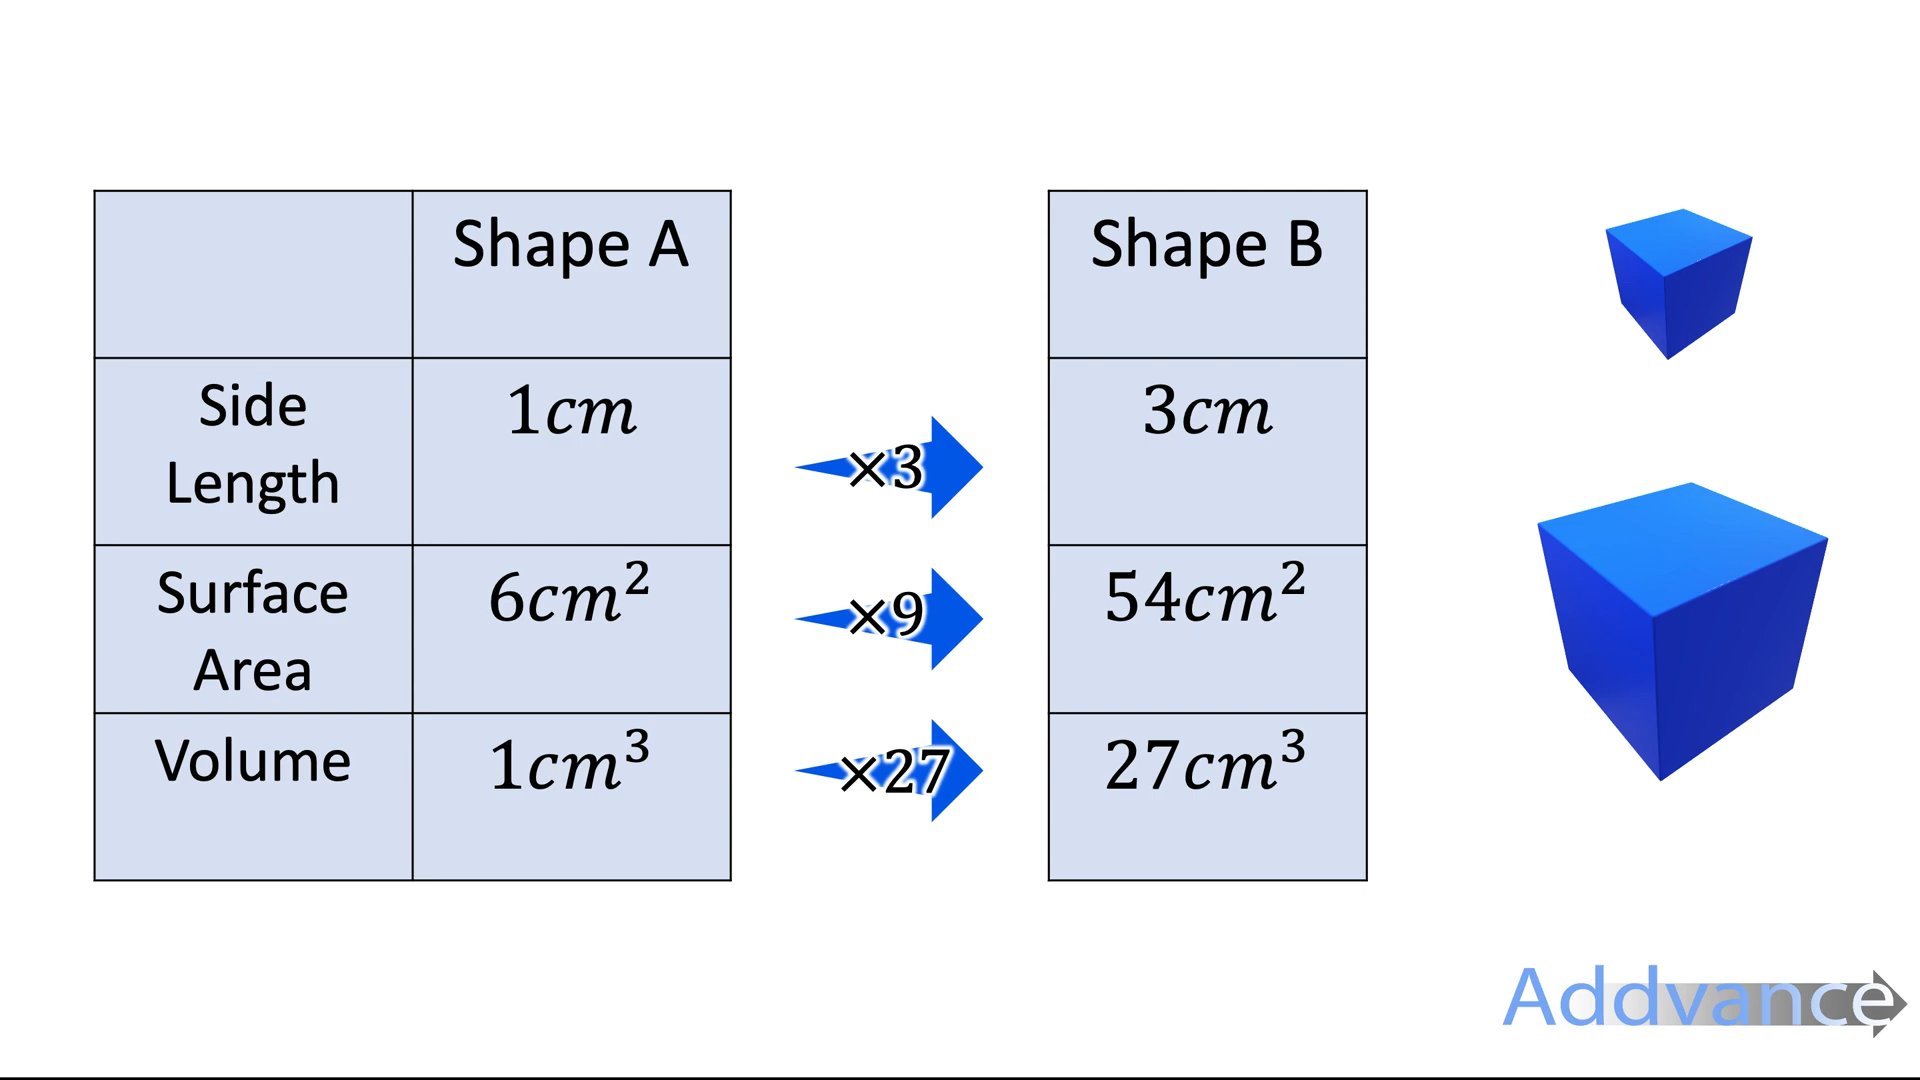 Shape A
Shape B
Side
Length
1cm
×3
3cm
Surface
Area
6cm²
×9
54cm²
Volume
1cm³
×27
27cm³
Addvance